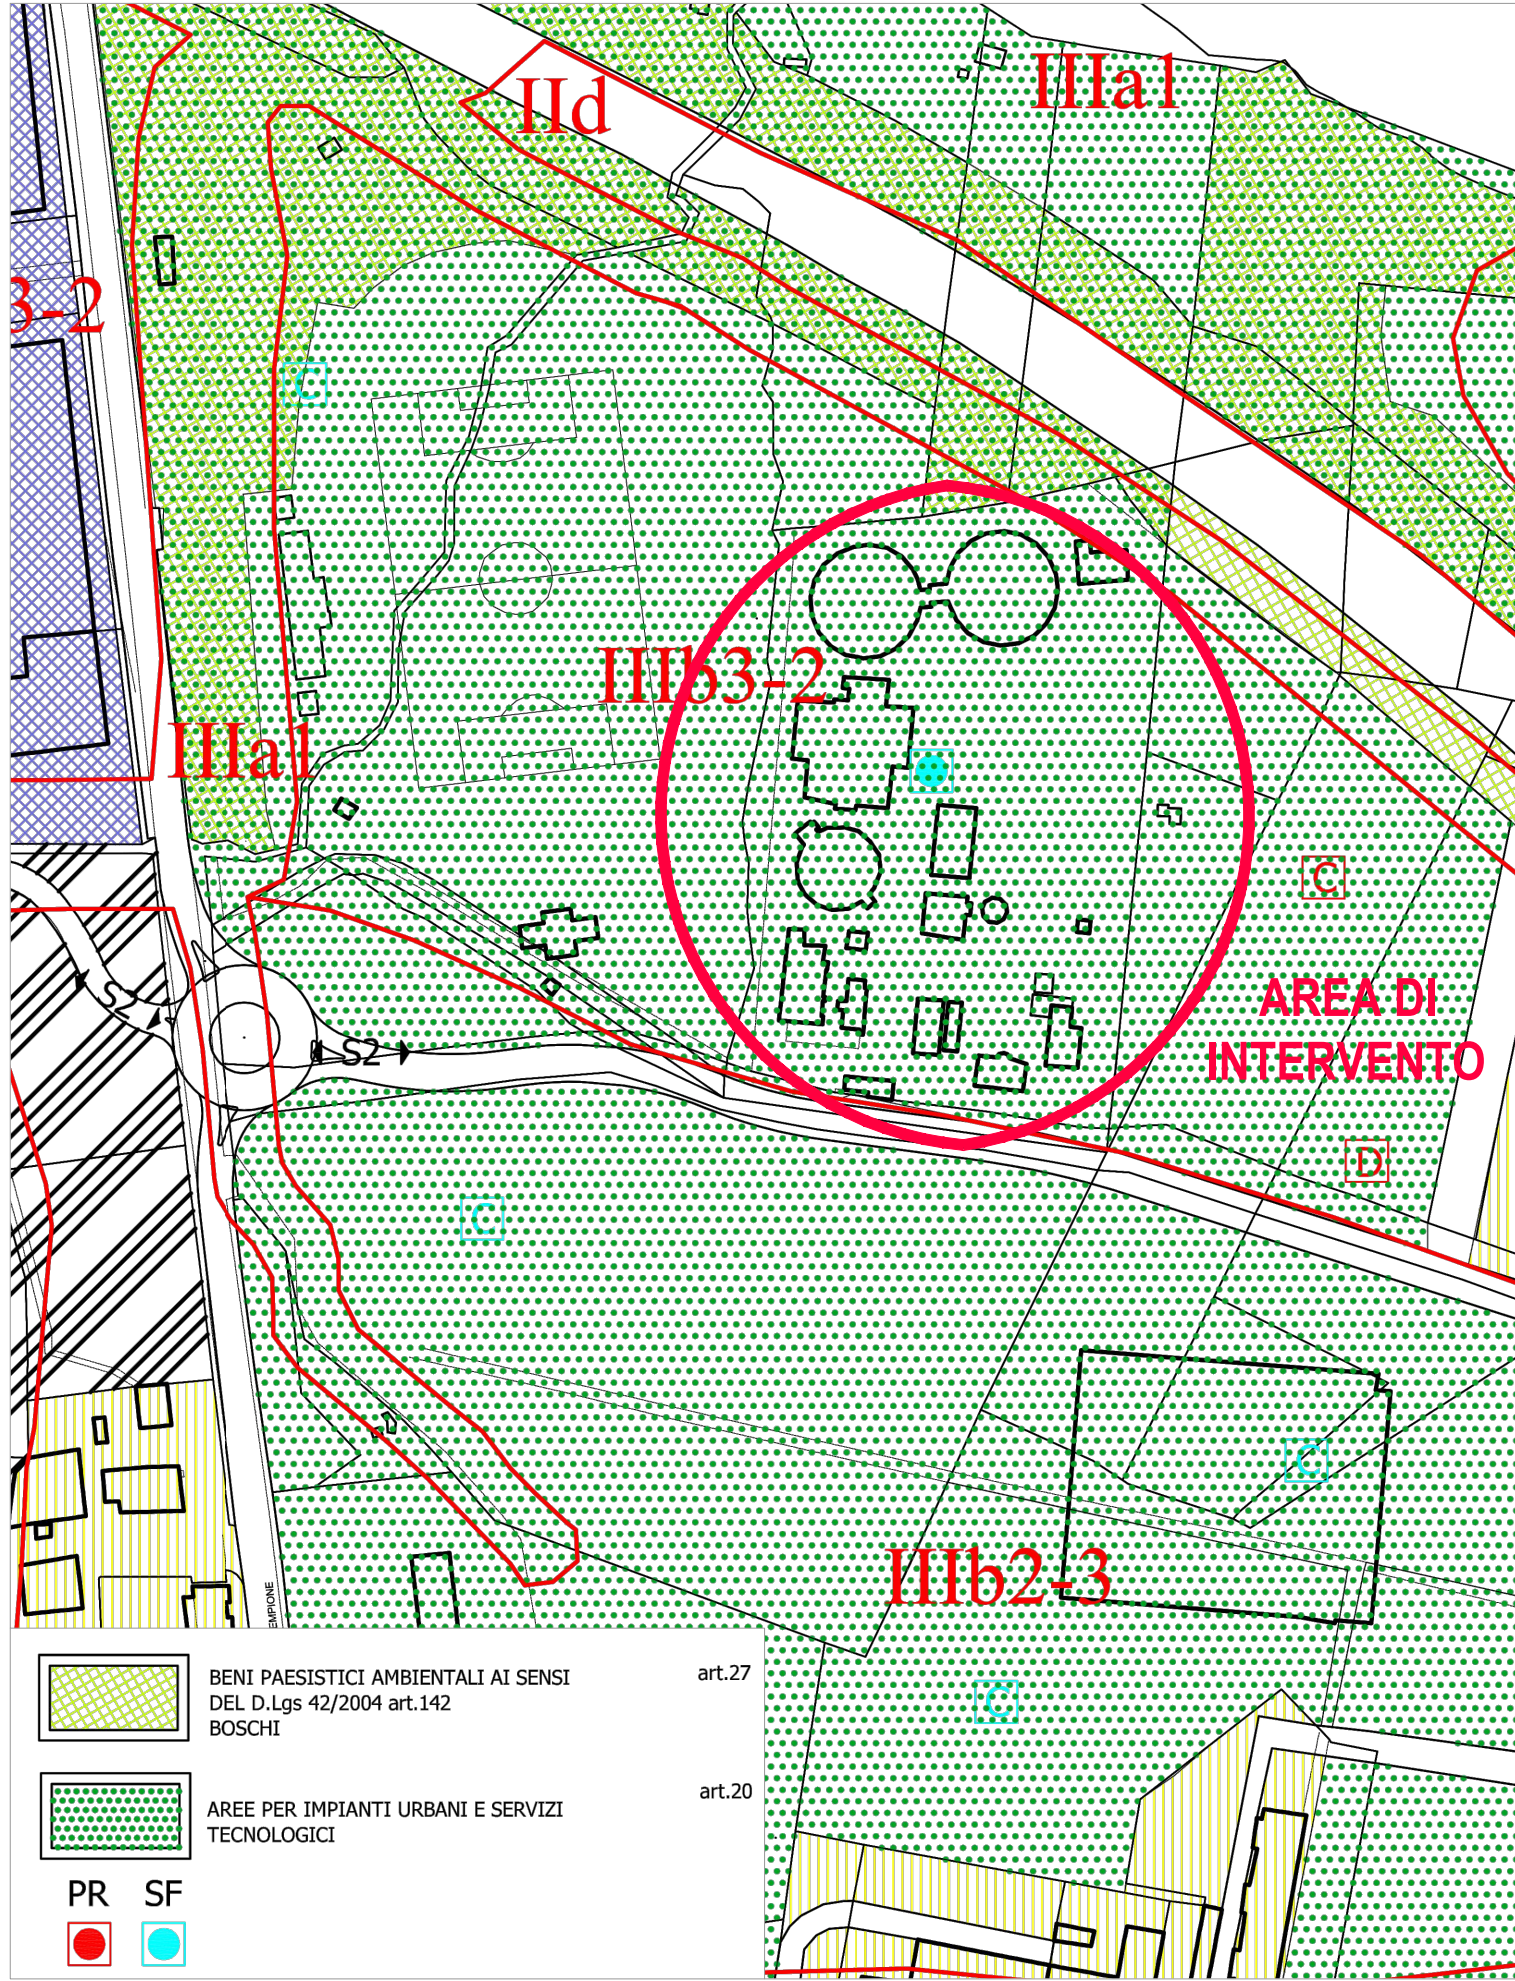 IId
IIIa1
3-2
C
IIIb3-2
IIIa1
C
AREA DI
INTERVENTO
S2
S2
D
C
C
IIIb2-3
EMPIONE
C
BENI PAESISTICI AMBIENTALI AI SENSI
DEL D.Lgs 42/2004 art.142
BOSCHI
art.27
AREE PER IMPIANTI URBANI E SERVIZI
TECNOLOGICI
art.20
PR SF